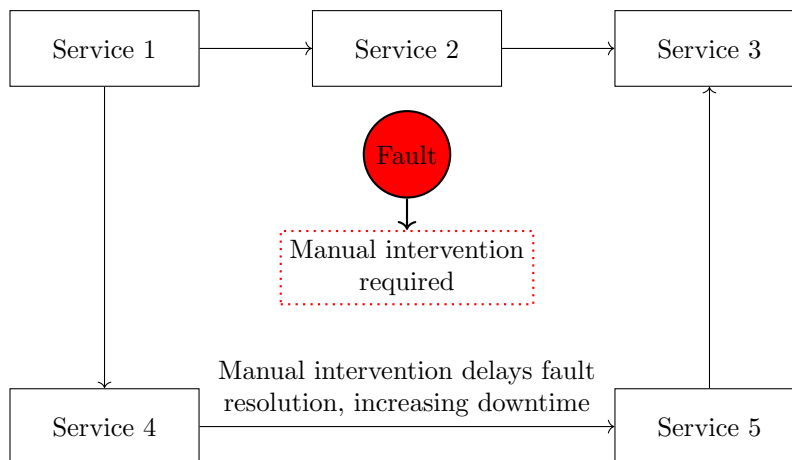 Service 1
Service 2
Service 3
Fault
Manual intervention
required
Manual intervention delays fault
resolution, increasing downtime
Service 4
Service 5